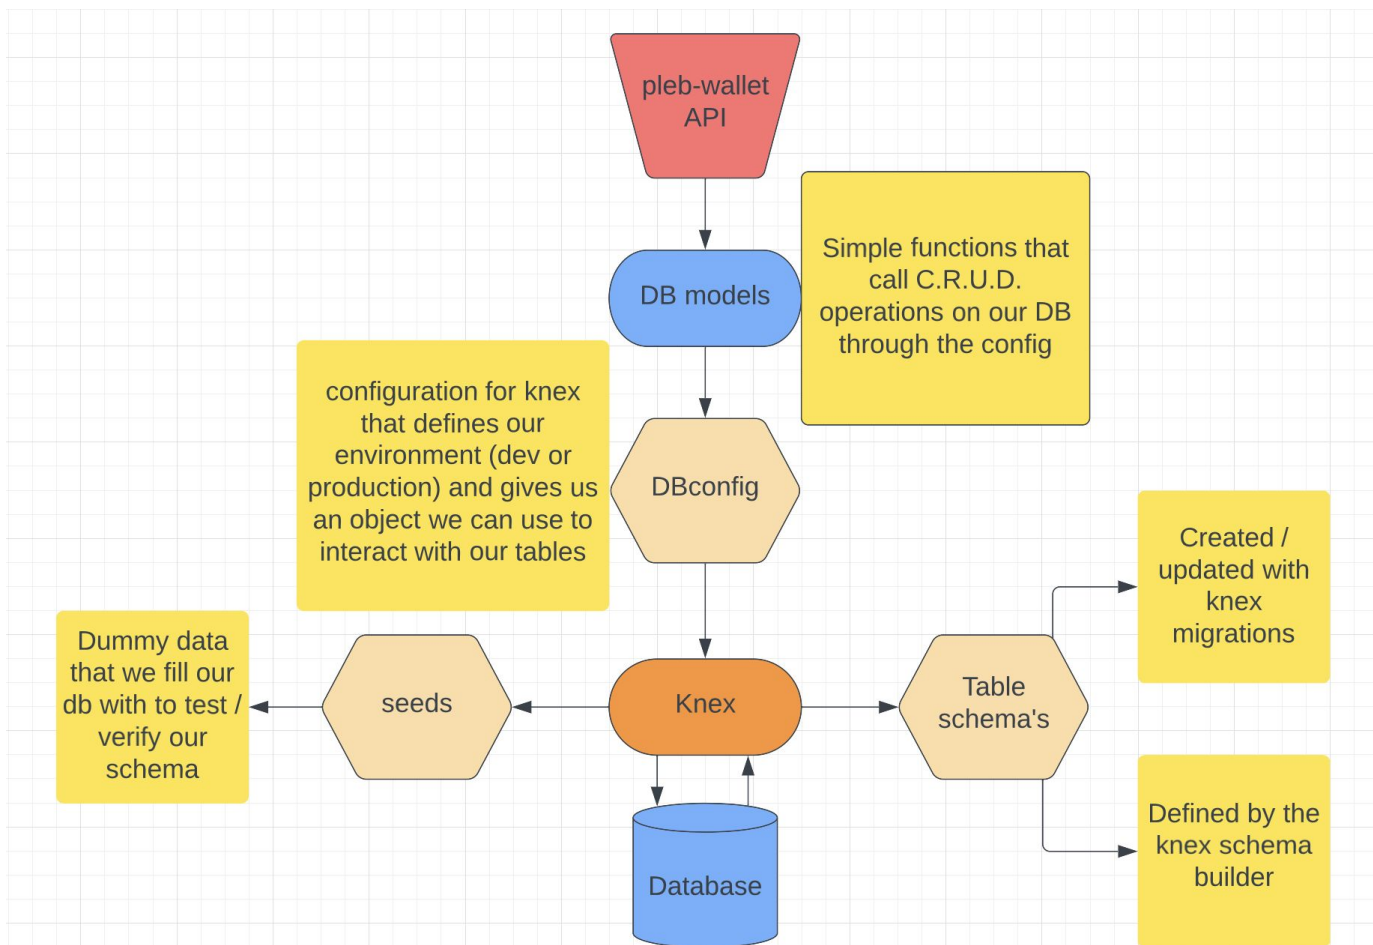 pleb-wallet
API
Simple functions that
call C.R.U.D.
operations on our DB
through the config
DB models
configuration for knex
that defines our
environment (dev or
production) and gives us
an object we can use to
interact with our tables
DBconfig
Created /
updated with
knex
migrations
Dummy data
that we fill our
db with to test /
verify our
schema
seeds
Knex
Table
schema's
Defined by the
knex schema
builder
Database